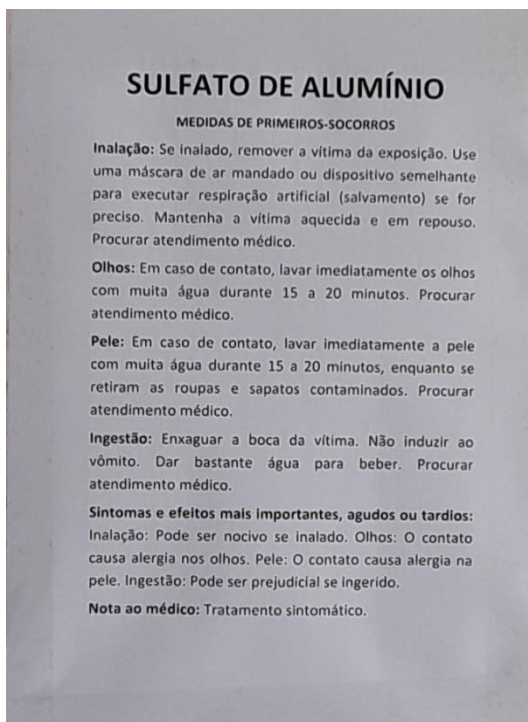 SULFATO DE ALUMÍNIO
MEDIDAS DE PRIMEIROS-SOCORROS
Inalação: Se inalado, remover a vítima da exposição. Use
uma máscara de ar mandado ou dispositivo semelhante
para executar respiração artificial (salvamento) se for
preciso. Mantenha a vítima aquecida e em repouso.
Procurar atendimento médico.
Olhos: Em caso de contato, lavar imediatamente os olhos
com muita água durante 15 a 20 minutos. Procurar
atendimento médico.
Pele: Em caso de contato, lavar imediatamente a pele
com muita água durante 15 a 20 minutos, enquanto se
retiram as roupas e sapatos contaminados. Procurar
atendimento médico.
Ingestão: Enxaguar a boca da vítima. Não induzir ao
vômito. Dar bastante água para beber. Procurar
atendimento médico.
Sintomas e efeitos mais importantes, agudos ou tardios:
Inalação: Pode ser nocivo se inalado. Olhos: O contato
causa alergia nos olhos. Pele: O contato causa alergia na
pele. Ingestão: Pode ser prejudicial se ingerido.
Nota ao médico: Tratamento sintomático.